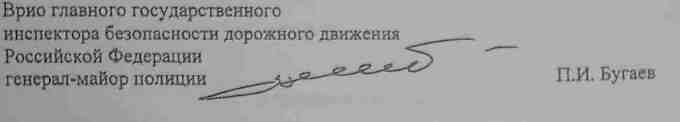 Врио главного государственного
инспектора безопасности дорожного движения
Российской Федерации
генерал-майор полиции П.И. Бугаев